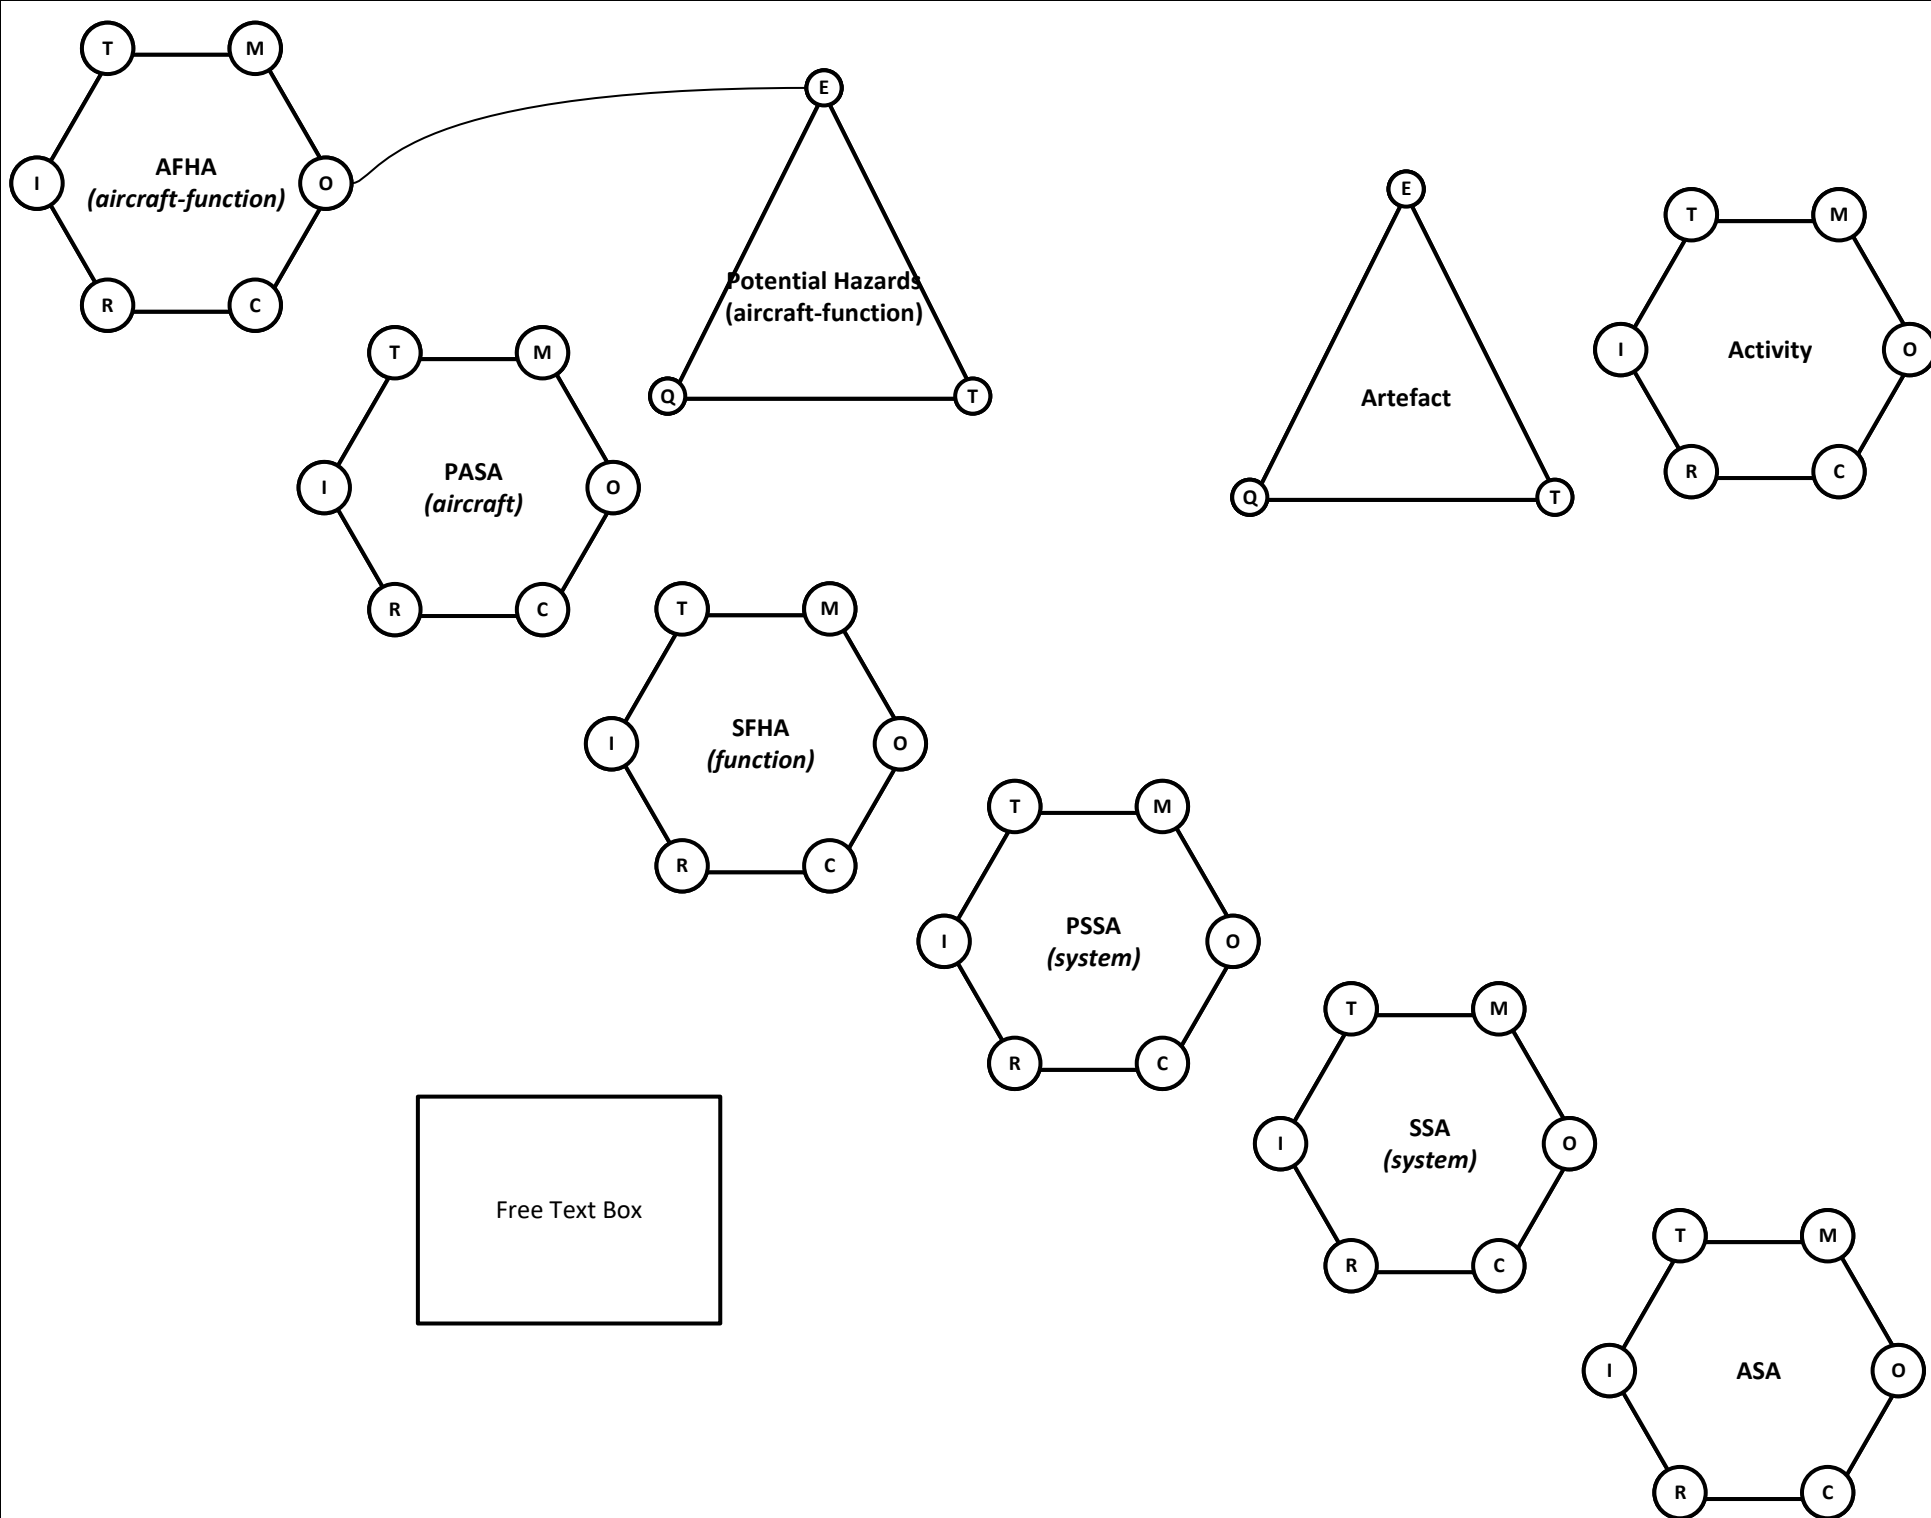 T
M
I
AFHA
(aircraft-function)
O
R
C
E
Potential Hazards
(aircraft-function)
Q
T
E
Artefact
Q
T
T
M
I
Activity
O
R
C
T
M
I
PASA
(aircraft)
O
R
C
T
M
I
SFHA
(function)
O
R
C
T
M
I
PSSA
(system)
O
R
C
T
M
I
SSA
(system)
O
R
C
Free Text Box
T
M
I
ASA
O
R
C